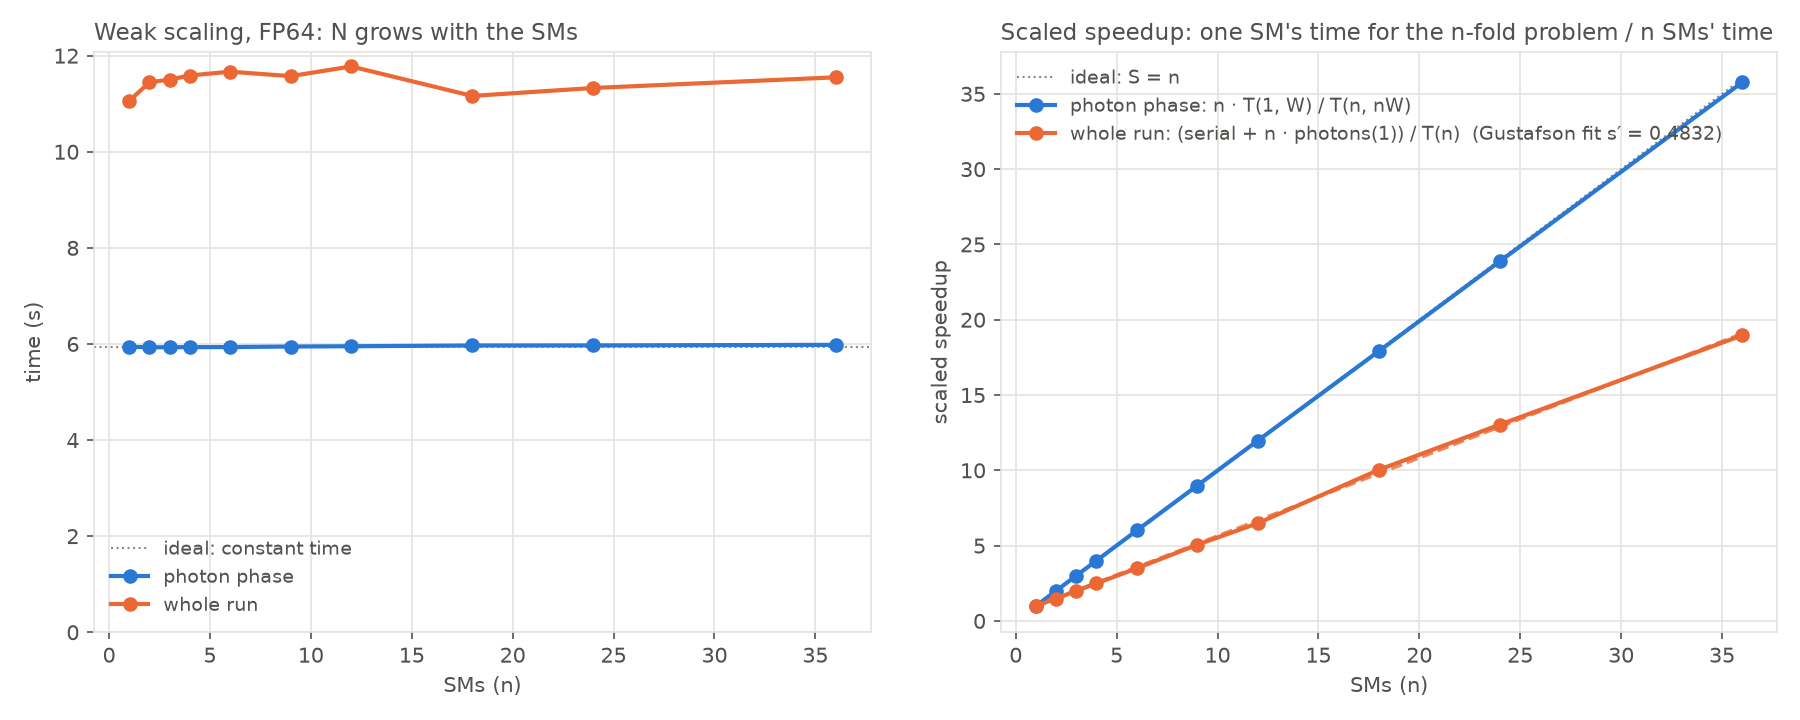 Weak scaling, FP64: N grows with the SMs
12
10
8
6
4
2
0
time (s)
ideal: constant time
photon phase
whole run
0 5 10 15 20 25 30 35
SMs (n)
Scaled speedup: one SM's time for the n-fold problem / n SMs' time
ideal: S = n
photon phase: n · T(1, W) / T(n, nW)
whole run: (serial + n · photons(1)) / T(n) (Gustafson fit s′ = 0.4832)
35
30
25
20
15
10
5
0
scaled speedup
0 5 10 15 20 25 30 35
SMs (n)